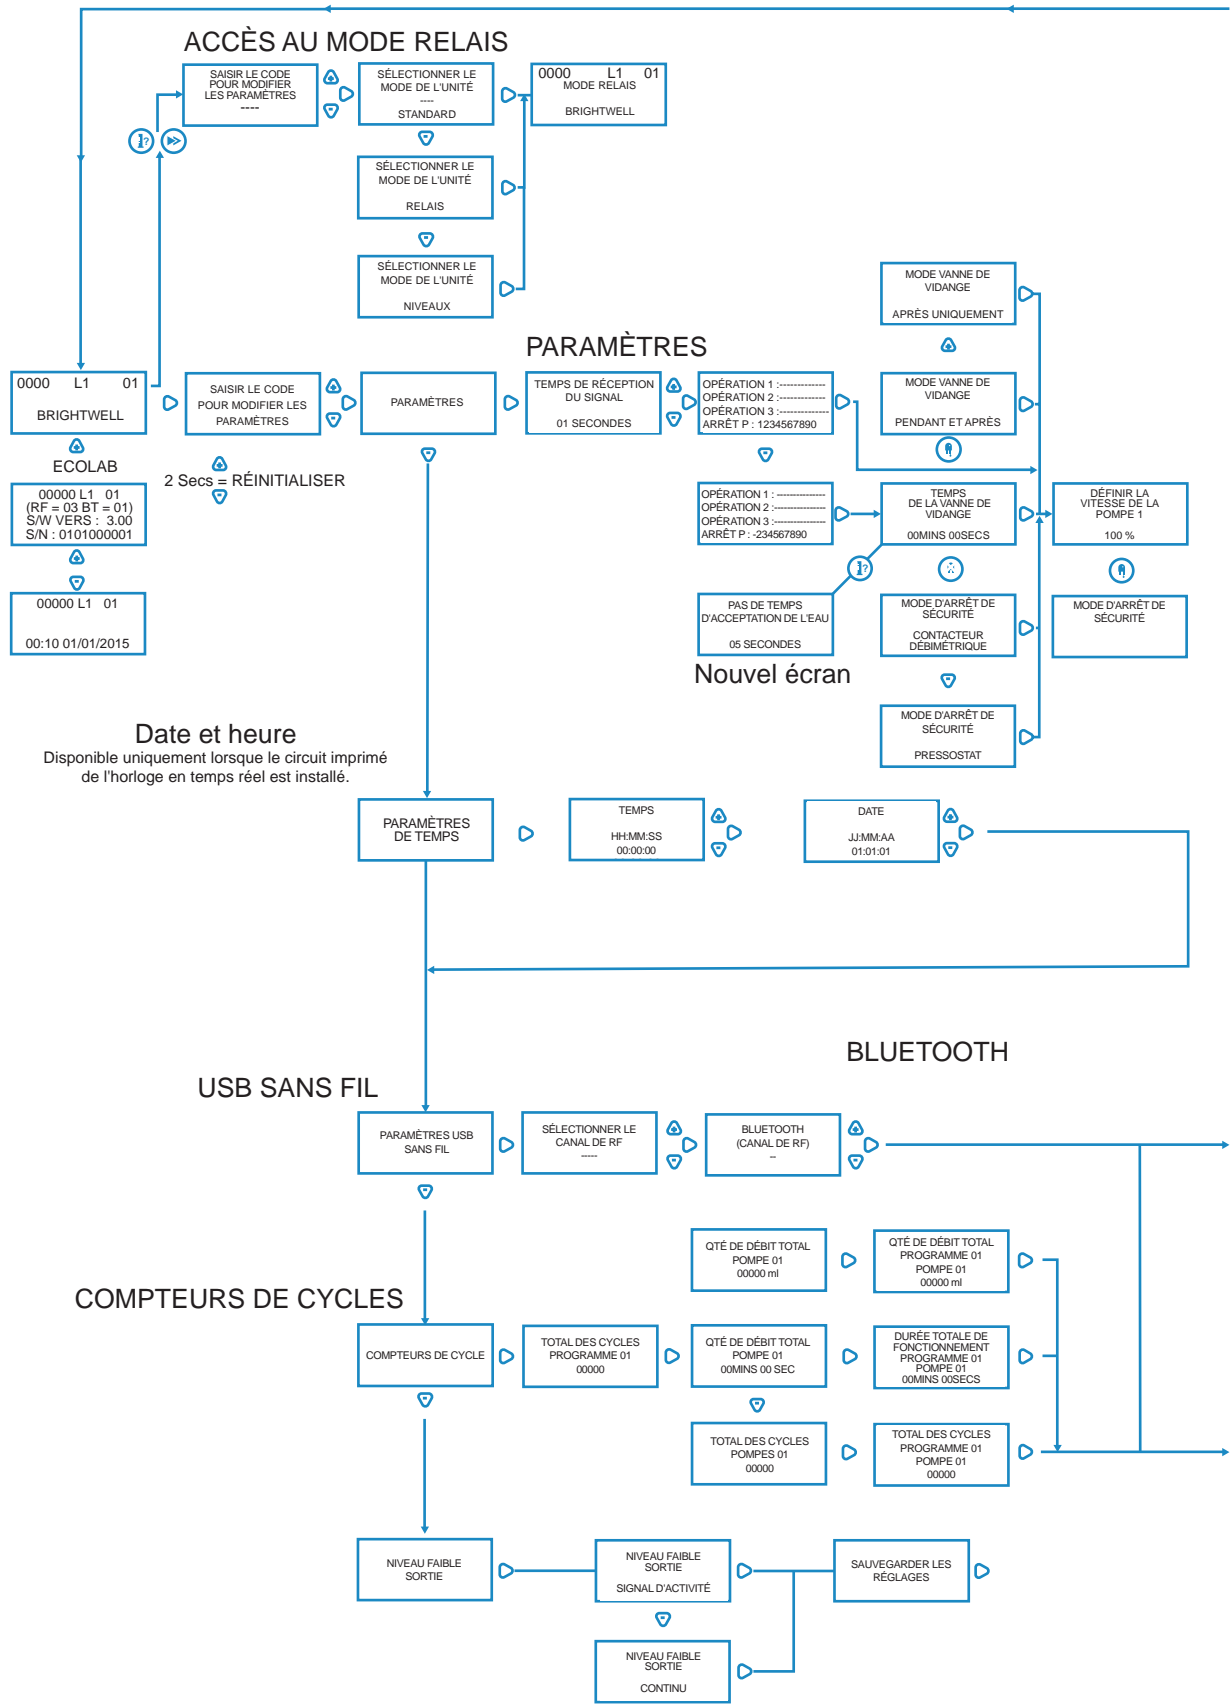 ACCÈS AU MODE RELAIS
SAISIR LE CODE
POUR MODIFIER
LES PARAMÈTRES
----
SÉLECTIONNER LE
MODE DE L'UNITÉ
----
STANDARD
0000 L1 01
MODE RELAIS
BRIGHTWELL
SÉLECTIONNER LE
MODE DE L'UNITÉ
RELAIS
SÉLECTIONNER LE
MODE DE L'UNITÉ
NIVEAUX
MODE VANNE DE
VIDANGE
APRÈS UNIQUEMENT
PARAMÈTRES
0000 L1 01
BRIGHTWELL
SAISIR LE CODE
POUR MODIFIER LES
PARAMÈTRES
PARAMÈTRES
TEMPS DE RÉCEPTION
DU SIGNAL
01 SECONDES
OPÉRATION 1 :-------------
OPÉRATION 2 :-------------
OPÉRATION 3 :-------------
ARRÊT P : 1234567890
MODE VANNE DE
VIDANGE
PENDANT ET APRÈS
ECOLAB
2 Secs = RÉINITIALISER
00000 L1 01
(RF = 03 BT = 01)
S/W VERS : 3.00
S/N : 0101000001
OPÉRATION 1 : -------------
OPÉRATION 2 :--------------
OPÉRATION 3 :--------------
ARRÊT P : -234567890
TEMPS
DE LA VANNE DE
VIDANGE
00MINS 00SECS
DÉFINIR LA
VITESSE DE LA
POMPE 1
100 %
00000 L1 01
00:10 01/01/2015
PAS DE TEMPS
D'ACCEPTATION DE L'EAU
05 SECONDES
MODE D'ARRÊT DE
SÉCURITÉ
CONTACTEUR
DÉBIMÉTRIQUE
MODE D'ARRÊT DE
SÉCURITÉ
Nouvel écran
MODE D'ARRÊT DE
SÉCURITÉ
PRESSOSTAT
Date et heure
Disponible uniquement lorsque le circuit imprimé
de l'horloge en temps réel est installé.
PARAMÈTRES
DE TEMPS
TEMPS
HH:MM:SS
00:00:00
DATE
JJ:MM:AA
01:01:01
BLUETOOTH
USB SANS FIL
PARAMÈTRES USB
SANS FIL
SÉLECTIONNER LE
CANAL DE RF
-----
BLUETOOTH
(CANAL DE RF)
--
QTÉ DE DÉBIT TOTAL
POMPE 01
00000 ml
QTÉ DE DÉBIT TOTAL
PROGRAMME 01
POMPE 01
00000 ml
COMPTEURS DE CYCLES
COMPTEURS DE CYCLE
TOTAL DES CYCLES
PROGRAMME 01
00000
QTÉ DE DÉBIT TOTAL
POMPE 01
00MINS 00 SEC
DURÉE TOTALE DE
FONCTIONNEMENT
PROGRAMME 01
POMPE 01
00MINS 00SECS
TOTAL DES CYCLES
POMPES 01
00000
TOTAL DES CYCLES
PROGRAMME 01
POMPE 01
00000
NIVEAU FAIBLE
SORTIE
NIVEAU FAIBLE
SORTIE
SIGNAL D'ACTIVITÉ
SAUVEGARDER LES
RÉGLAGES
NIVEAU FAIBLE
SORTIE
CONTINU